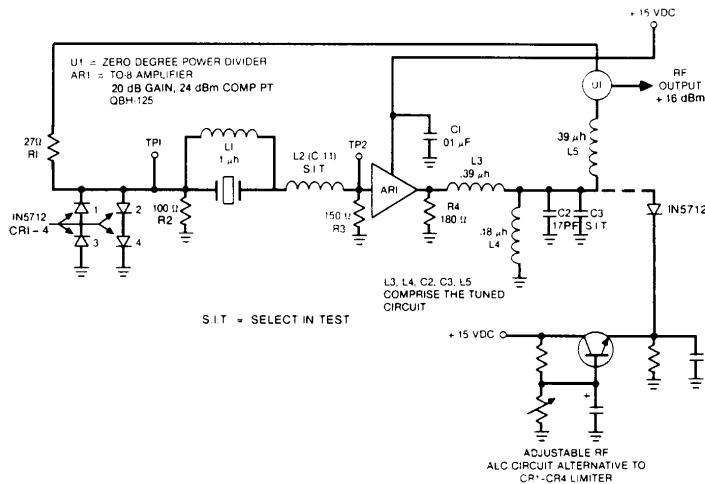 + 15 VDC
U1 = ZERO DEGREE POWER DIVIDER
AR1 = TO-8 AMPLIFIER
20 dB GAIN, 24 dBm COMP PT
QBH-125
U1
RF
OUTPUT
+ 16 dBm
27Ω
R1
TP1
L1
1 μh
L2 (C 11)
S.I.T.
TP2
C1
.01 μF
.39 μh
L5
L3
.39 μh
AR1
IN5712
CR1-4
1
2
3
4
100 Ω
R2
150 Ω
R3
R4
180 Ω
.18 μh
L4
C2
17PF
C3
S.I.T
IN5712
L3, L4, C2, C3, L5
COMPRISE THE TUNED
CIRCUIT
S.I.T = SELECT IN TEST
+ 15 VDC
+
ADJUSTABLE RF
ALC CIRCUIT ALTERNATIVE TO
CR1-CR4 LIMITER